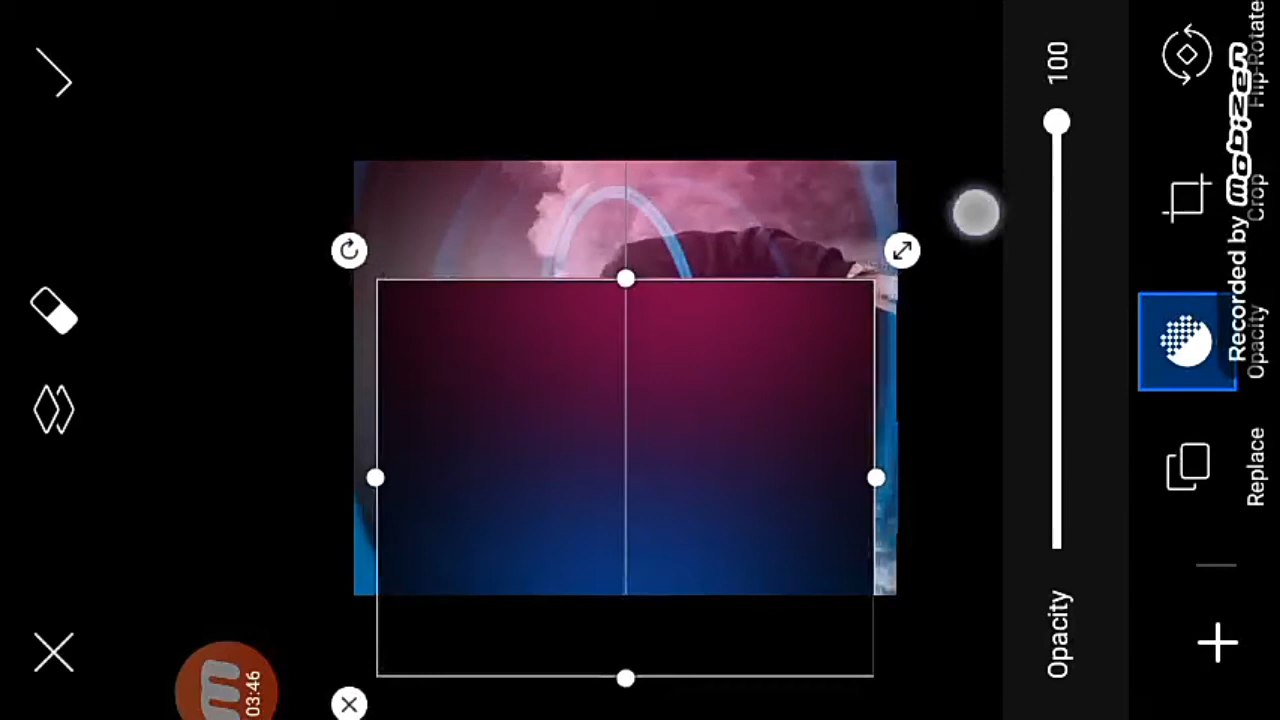 100
Opacity
Flip/Rotate
Crop
Opacity
Replace
Recorded by mobizen
03:46